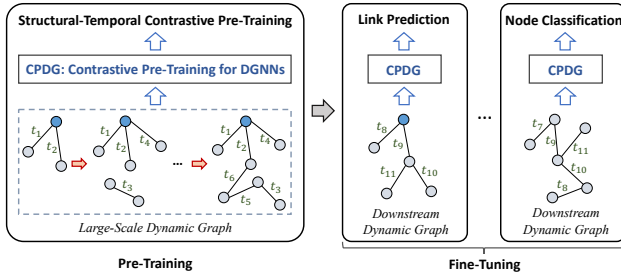 Structural-Temporal Contrastive Pre-Training
CPDG: Contrastive Pre-Training for DGNNs
t1 t2 t1 t2 t4 t3 ... t1 t2 t4 t6 t5 t3
Large-Scale Dynamic Graph
Pre-Training
Link Prediction
CPDG
t8 t9 t11 t10
Downstream
Dynamic Graph
...
Node Classification
CPDG
t7 t9 t11 t10 t8
Downstream
Dynamic Graph
Fine-Tuning